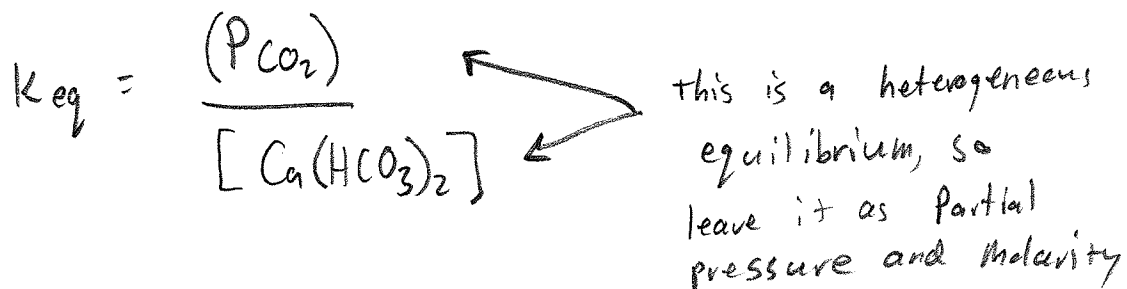 Keq = (PCO₂) / [Ca(HCO₃)₂]
this is a heterogeneous
equilibrium, so
leave it as Partial
pressure and Molarity